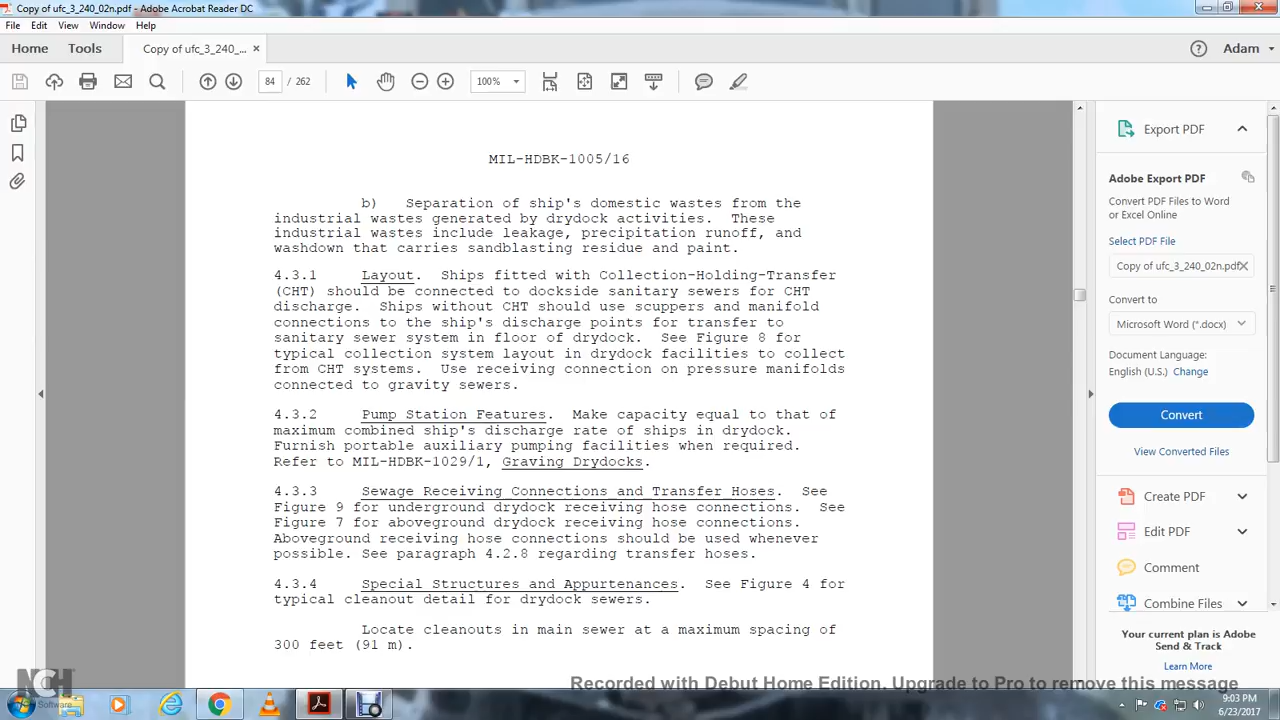 Copy of ufc_3_240_02n.pdf - Adobe Acrobat Reader DC
File Edit View Window Help
Home Tools Copy of ufc_3_240_... × ? Adam
84 / 262 100%
MIL-HDBK-1005/16
b) Separation of ship's domestic wastes from the
industrial wastes generated by drydock activities. These
industrial wastes include leakage, precipitation runoff, and
washdown that carries sandblasting residue and paint.
4.3.1 Layout. Ships fitted with Collection-Holding-Transfer
(CHT) should be connected to dockside sanitary sewers for CHT
discharge. Ships without CHT should use scuppers and manifold
connections to the ship's discharge points for transfer to
sanitary sewer system in floor of drydock. See Figure 8 for
typical collection system layout in drydock facilities to collect
from CHT systems. Use receiving connection on pressure manifolds
connected to gravity sewers.
4.3.2 Pump Station Features. Make capacity equal to that of
maximum combined ship's discharge rate of ships in drydock.
Furnish portable auxiliary pumping facilities when required.
Refer to MIL-HDBK-1029/1, Graving Drydocks.
4.3.3 Sewage Receiving Connections and Transfer Hoses. See
Figure 9 for underground drydock receiving hose connections. See
Figure 7 for aboveground drydock receiving hose connections.
Aboveground receiving hose connections should be used whenever
possible. See paragraph 4.2.8 regarding transfer hoses.
4.3.4 Special Structures and Appurtenances. See Figure 4 for
typical cleanout detail for drydock sewers.
Locate cleanouts in main sewer at a maximum spacing of
300 feet (91 m).
Export PDF
Adobe Export PDF
Convert PDF Files to Word
or Excel Online
Select PDF File
Copy of ufc_3_240_02n.pdf
Convert to
Microsoft Word (*.docx)
Document Language:
English (U.S.) Change
Convert
View Converted Files
Create PDF
Edit PDF
Comment
Combine Files
Your current plan is Adobe
Send & Track
Learn More
Recorded with Debut Home Edition. Upgrade to Pro to remove this message
NCH
Software
9:03 PM
6/23/2017